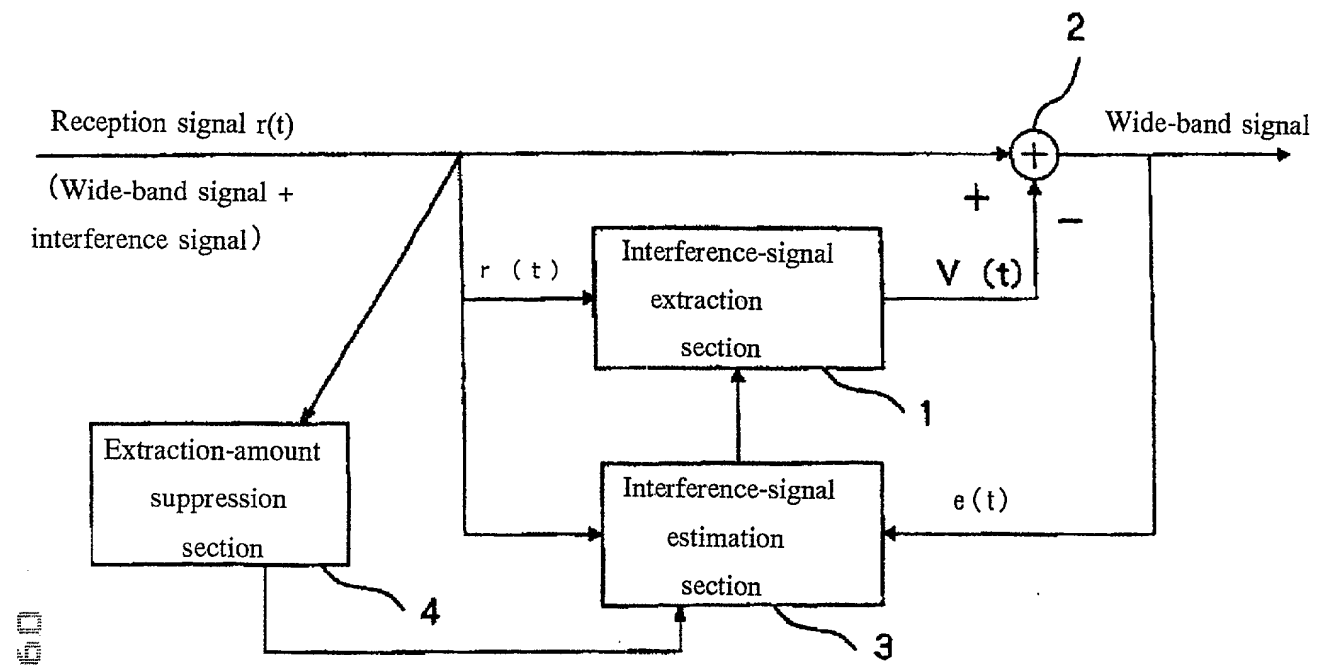 2
Reception signal r(t)
Wide-band signal
(Wide-band signal +
interference signal)
+
+
−
r (t)
Interference-signal
extraction
section
V (t)
1
Extraction-amount
suppression
section
4
Interference-signal
estimation
section
e(t)
3